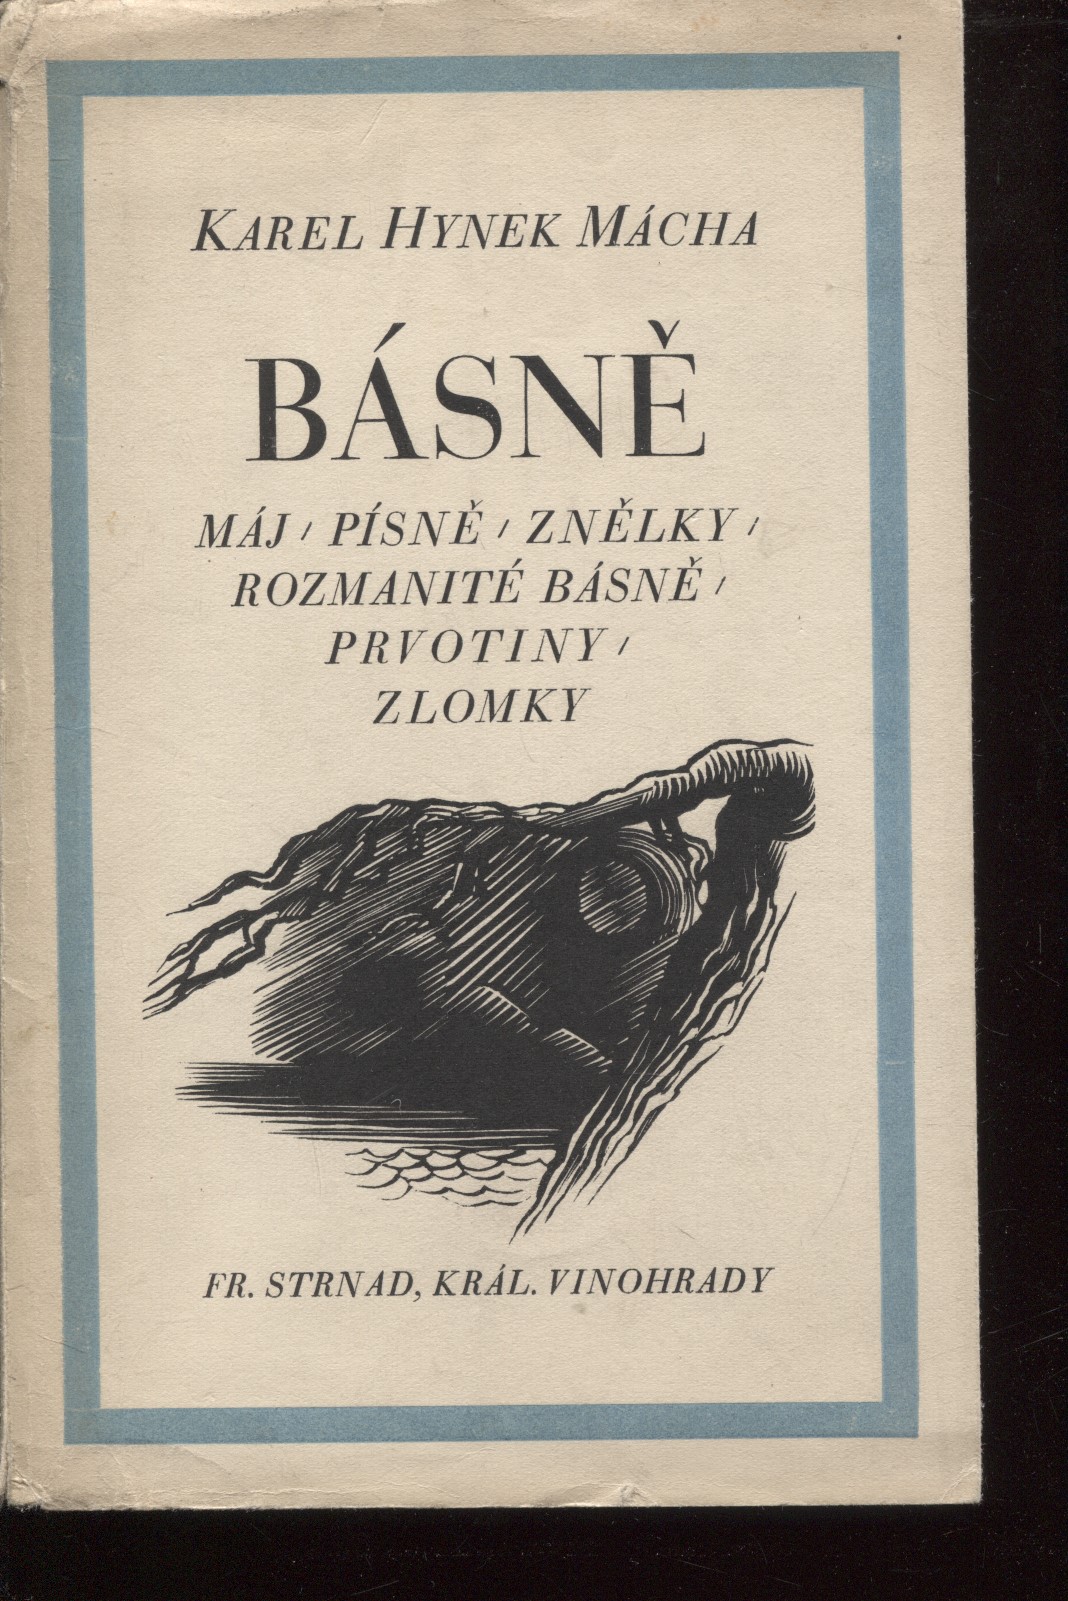 KAREL HYNEK MÁCHA
BÁSNĚ
MÁJ / PÍSNĚ / ZNĚLKY /
ROZMANITÉ BÁSNĚ /
PRVOTINY /
ZLOMKY
FR. STRNAD, KRÁL. VINOHRADY